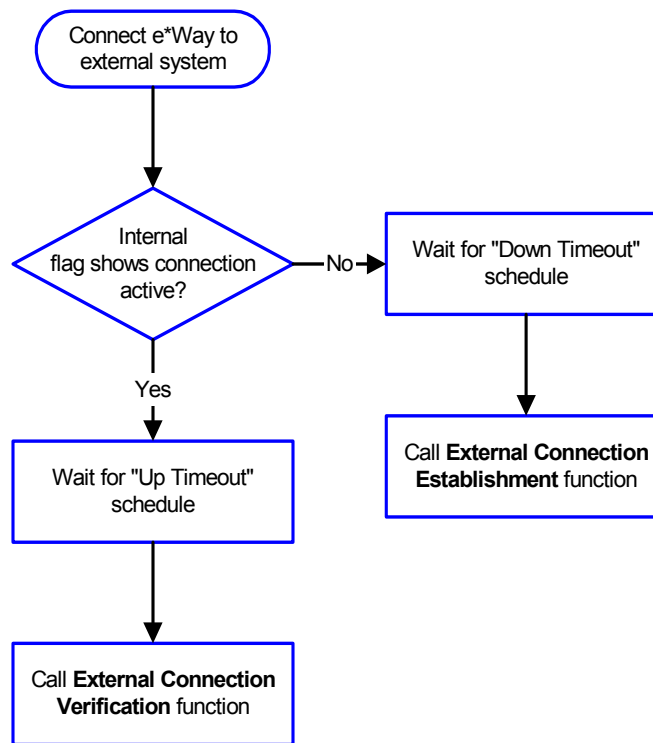 Connect e*Way to
external system
Internal
flag shows connection
active?
No
Wait for "Down Timeout"
schedule
Yes
Call External Connection
Establishment function
Wait for "Up Timeout"
schedule
Call External Connection
Verification function